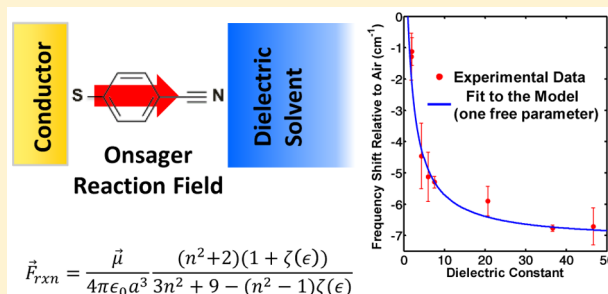 Conductor
S
N
Dielectric
Solvent
Onsager
Reaction Field
F⃗_rxn = μ⃗/(4πϵ₀a³) (n²+2)(1 + ζ(ϵ))/(3n² + 9 − (n²−1)ζ(ϵ))
Frequency Shift Relative to Air (cm⁻¹)
0
-1
-2
-3
-4
-5
-6
-7
Experimental Data
Fit to the Model
(one free parameter)
0 10 20 30 40 50
Dielectric Constant